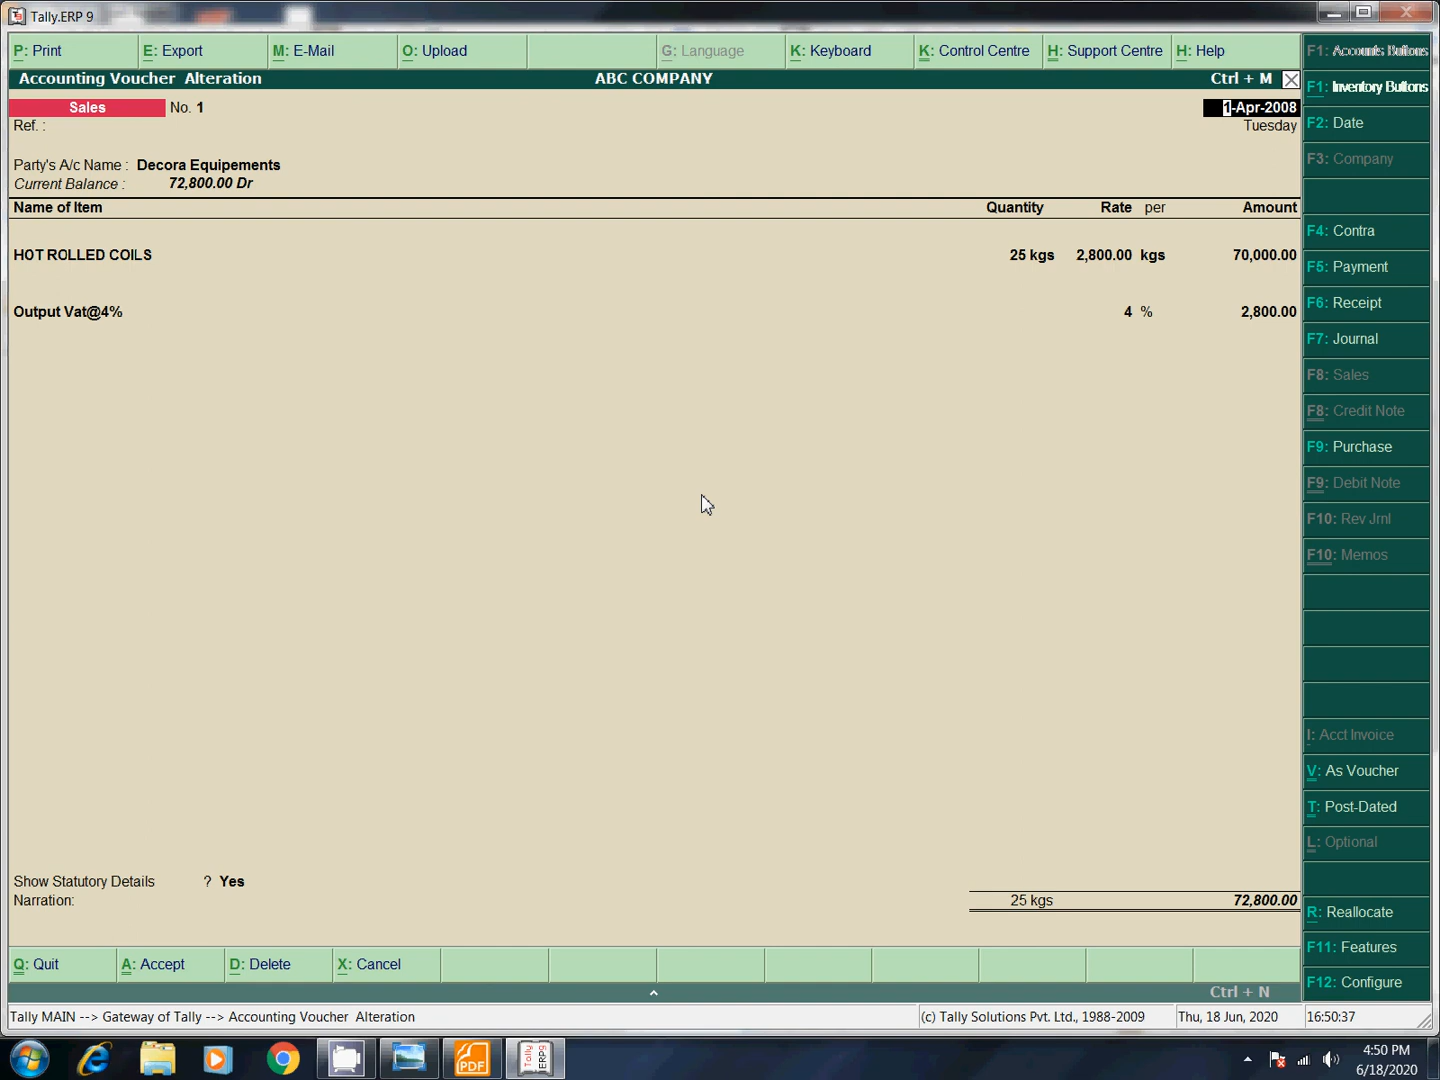 Tally.ERP 9
P: Print
E: Export
M: E-Mail
O: Upload
G: Language
K: Keyboard
K: Control Centre
H: Support Centre
H: Help
Accounting Voucher Alteration
ABC COMPANY
Ctrl + M
Sales
No. 1
1-Apr-2008
Ref. :
Tuesday
Party's A/c Name : Decora Equipements
Current Balance : 72,800.00 Dr
Name of Item
Quantity
Rate
per
Amount
HOT ROLLED COILS
25 kgs
2,800.00
kgs
70,000.00
Output Vat@4%
4
%
2,800.00
Show Statutory Details ? Yes
Narration:
25 kgs
72,800.00
Q: Quit
A: Accept
D: Delete
X: Cancel
Ctrl + N
F1: Accounts Buttons
F1: Inventory Buttons
F2: Date
F3: Company
F4: Contra
F5: Payment
F6: Receipt
F7: Journal
F8: Sales
F8: Credit Note
F9: Purchase
F9: Debit Note
F10: Rev Jrnl
F10: Memos
I: Acct Invoice
V: As Voucher
T: Post-Dated
L: Optional
R: Reallocate
F11: Features
F12: Configure
Tally MAIN --> Gateway of Tally --> Accounting Voucher Alteration
(c) Tally Solutions Pvt. Ltd., 1988-2009
Thu, 18 Jun, 2020
16:50:37
PDF
Tally
ERP9
4:50 PM
6/18/2020